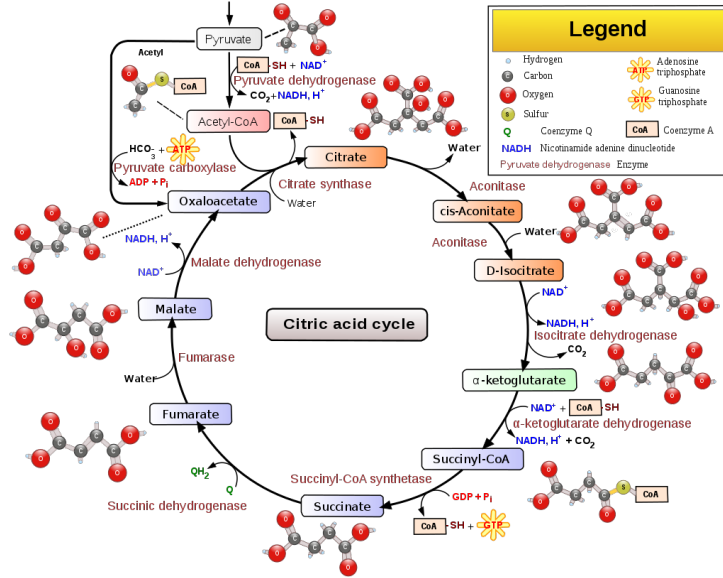 Pyruvate
Acetyl
CoA -SH + NAD+
Pyruvate dehydrogenase
CO2+NADH, H+
S
CoA
Acetyl-CoA
CoA -SH
HCO3- + ATP
Pyruvate carboxylase
ADP + Pi
Citrate
Water
Citrate synthase
Water
Oxaloacetate
Aconitase
cis-Aconitate
Aconitase
Water
D-Isocitrate
NAD+
NADH, H+
Isocitrate dehydrogenase
CO2
α-ketoglutarate
NAD+ + CoA -SH
α-ketoglutarate dehydrogenase
NADH, H+ + CO2
Succinyl-CoA
S
CoA
Succinyl-CoA synthetase
GDP + Pi
CoA -SH + GTP
Succinate
QH2
Q
Succinic dehydrogenase
Fumarate
Water
Fumarase
Malate
NADH, H+
NAD+
Malate dehydrogenase
Citric acid cycle
Legend
Hydrogen
C Carbon
O Oxygen
S Sulfur
Q Coenzyme Q
NADH Nicotinamide adenine dinucleotide
Pyruvate dehydrogenase Enzyme
ATP Adenosine
triphosphate
GTP Guanosine
triphosphate
CoA Coenzyme A